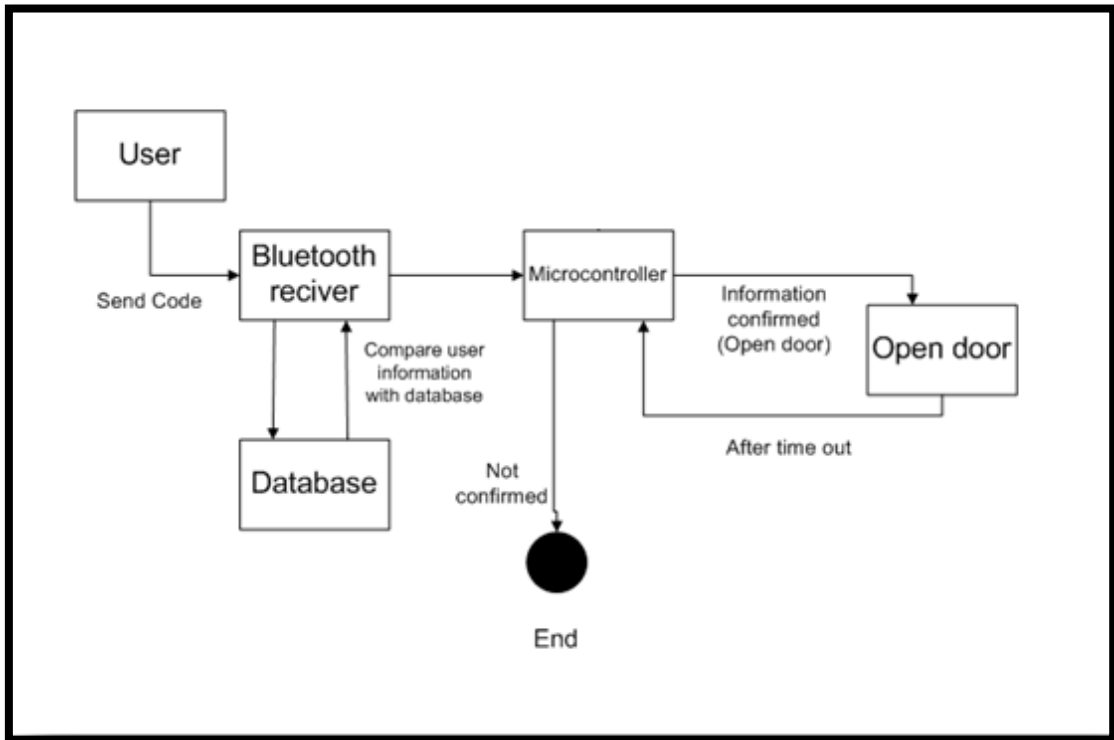 User
Send Code
Bluetooth
reciver
Compare user
information
with database
Database
Microcontroller
Information
confirmed
(Open door)
Open door
After time out
Not
confirmed
End